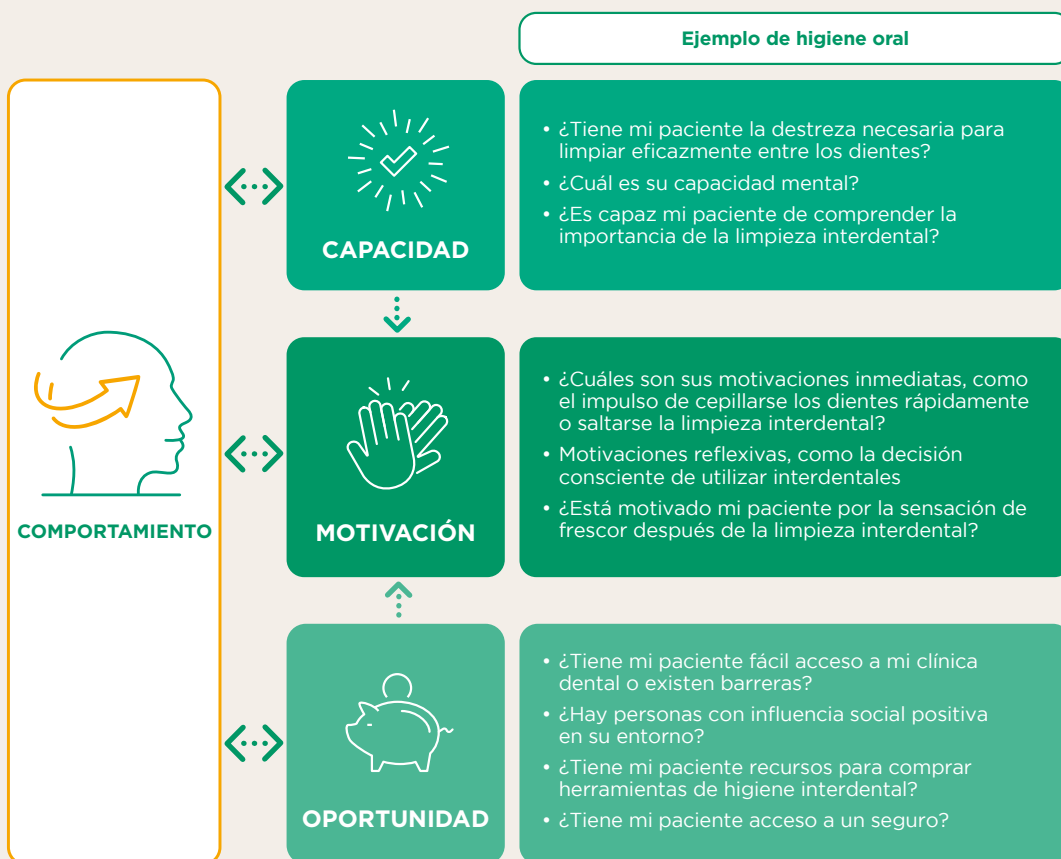 Ejemplo de higiene oral
• ¿Tiene mi paciente la destreza necesaria para
limpiar eficazmente entre los dientes?
• ¿Cuál es su capacidad mental?
• ¿Es capaz mi paciente de comprender la
importancia de la limpieza interdental?
CAPACIDAD
• ¿Cuáles son sus motivaciones inmediatas, como
el impulso de cepillarse los dientes rápidamente
o saltarse la limpieza interdental?
• Motivaciones reflexivas, como la decisión
consciente de utilizar interdentales
• ¿Está motivado mi paciente por la sensación de
frescor después de la limpieza interdental?
COMPORTAMIENTO
MOTIVACIÓN
• ¿Tiene mi paciente fácil acceso a mi clínica
dental o existen barreras?
• ¿Hay personas con influencia social positiva
en su entorno?
• ¿Tiene mi paciente recursos para comprar
herramientas de higiene interdental?
• ¿Tiene mi paciente acceso a un seguro?
OPORTUNIDAD